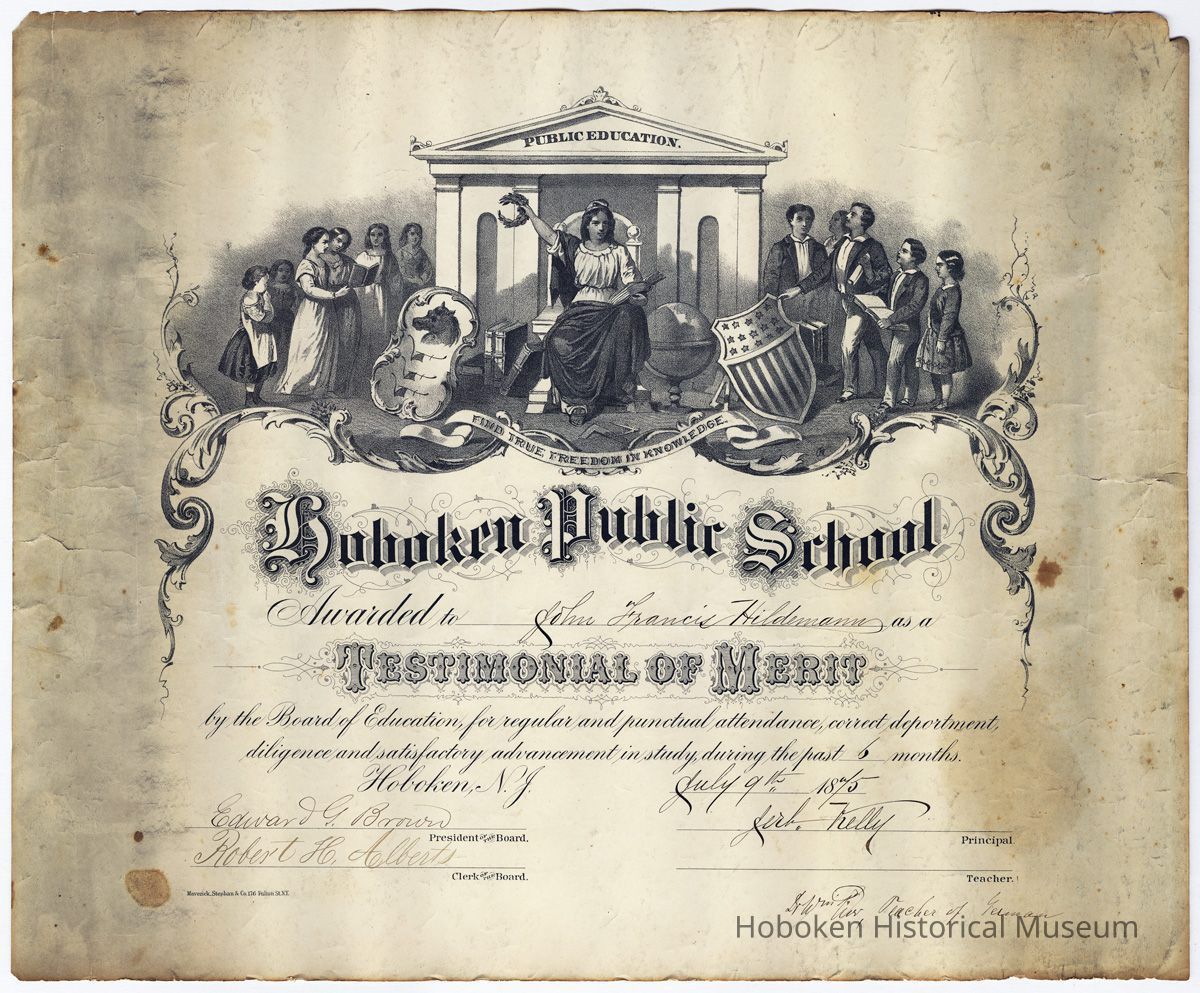 PUBLIC EDUCATION.
FIND TRUE FREEDOM IN KNOWLEDGE.
Hoboken Public School
Awarded to John Francis Hildemann as a
TESTIMONIAL OF MERIT
by the Board of Education, for regular and punctual attendance, correct deportment,
diligence and satisfactory advancement in study, during the past 6 months.
Hoboken, N. J. July 9th 1875
Edward G. Brown
President of the Board.
Kelly
Principal.
Robert H. Alberts
Clerk of the Board.
Teacher.
Maverick, Stephan & Co. 176 Fulton St. N.Y.
Teacher of German
Hoboken Historical Museum